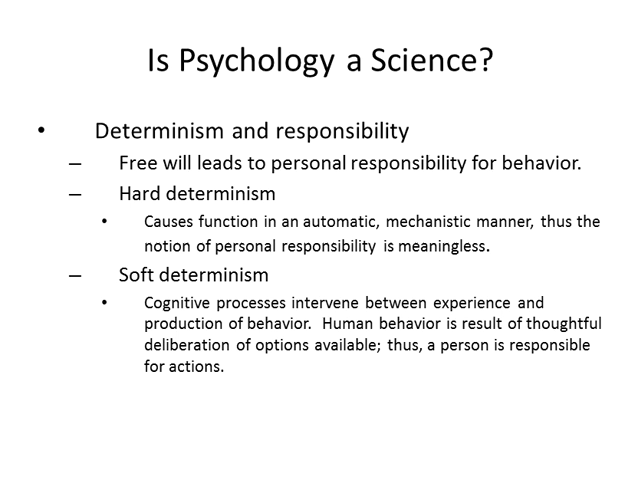 Is Psychology a Science?
• Determinism and responsibility
– Free will leads to personal responsibility for behavior.
– Hard determinism
• Causes function in an automatic, mechanistic manner, thus the
notion of personal responsibility is meaningless.
– Soft determinism
• Cognitive processes intervene between experience and
production of behavior.  Human behavior is result of thoughtful
deliberation of options available; thus, a person is responsible
for actions.